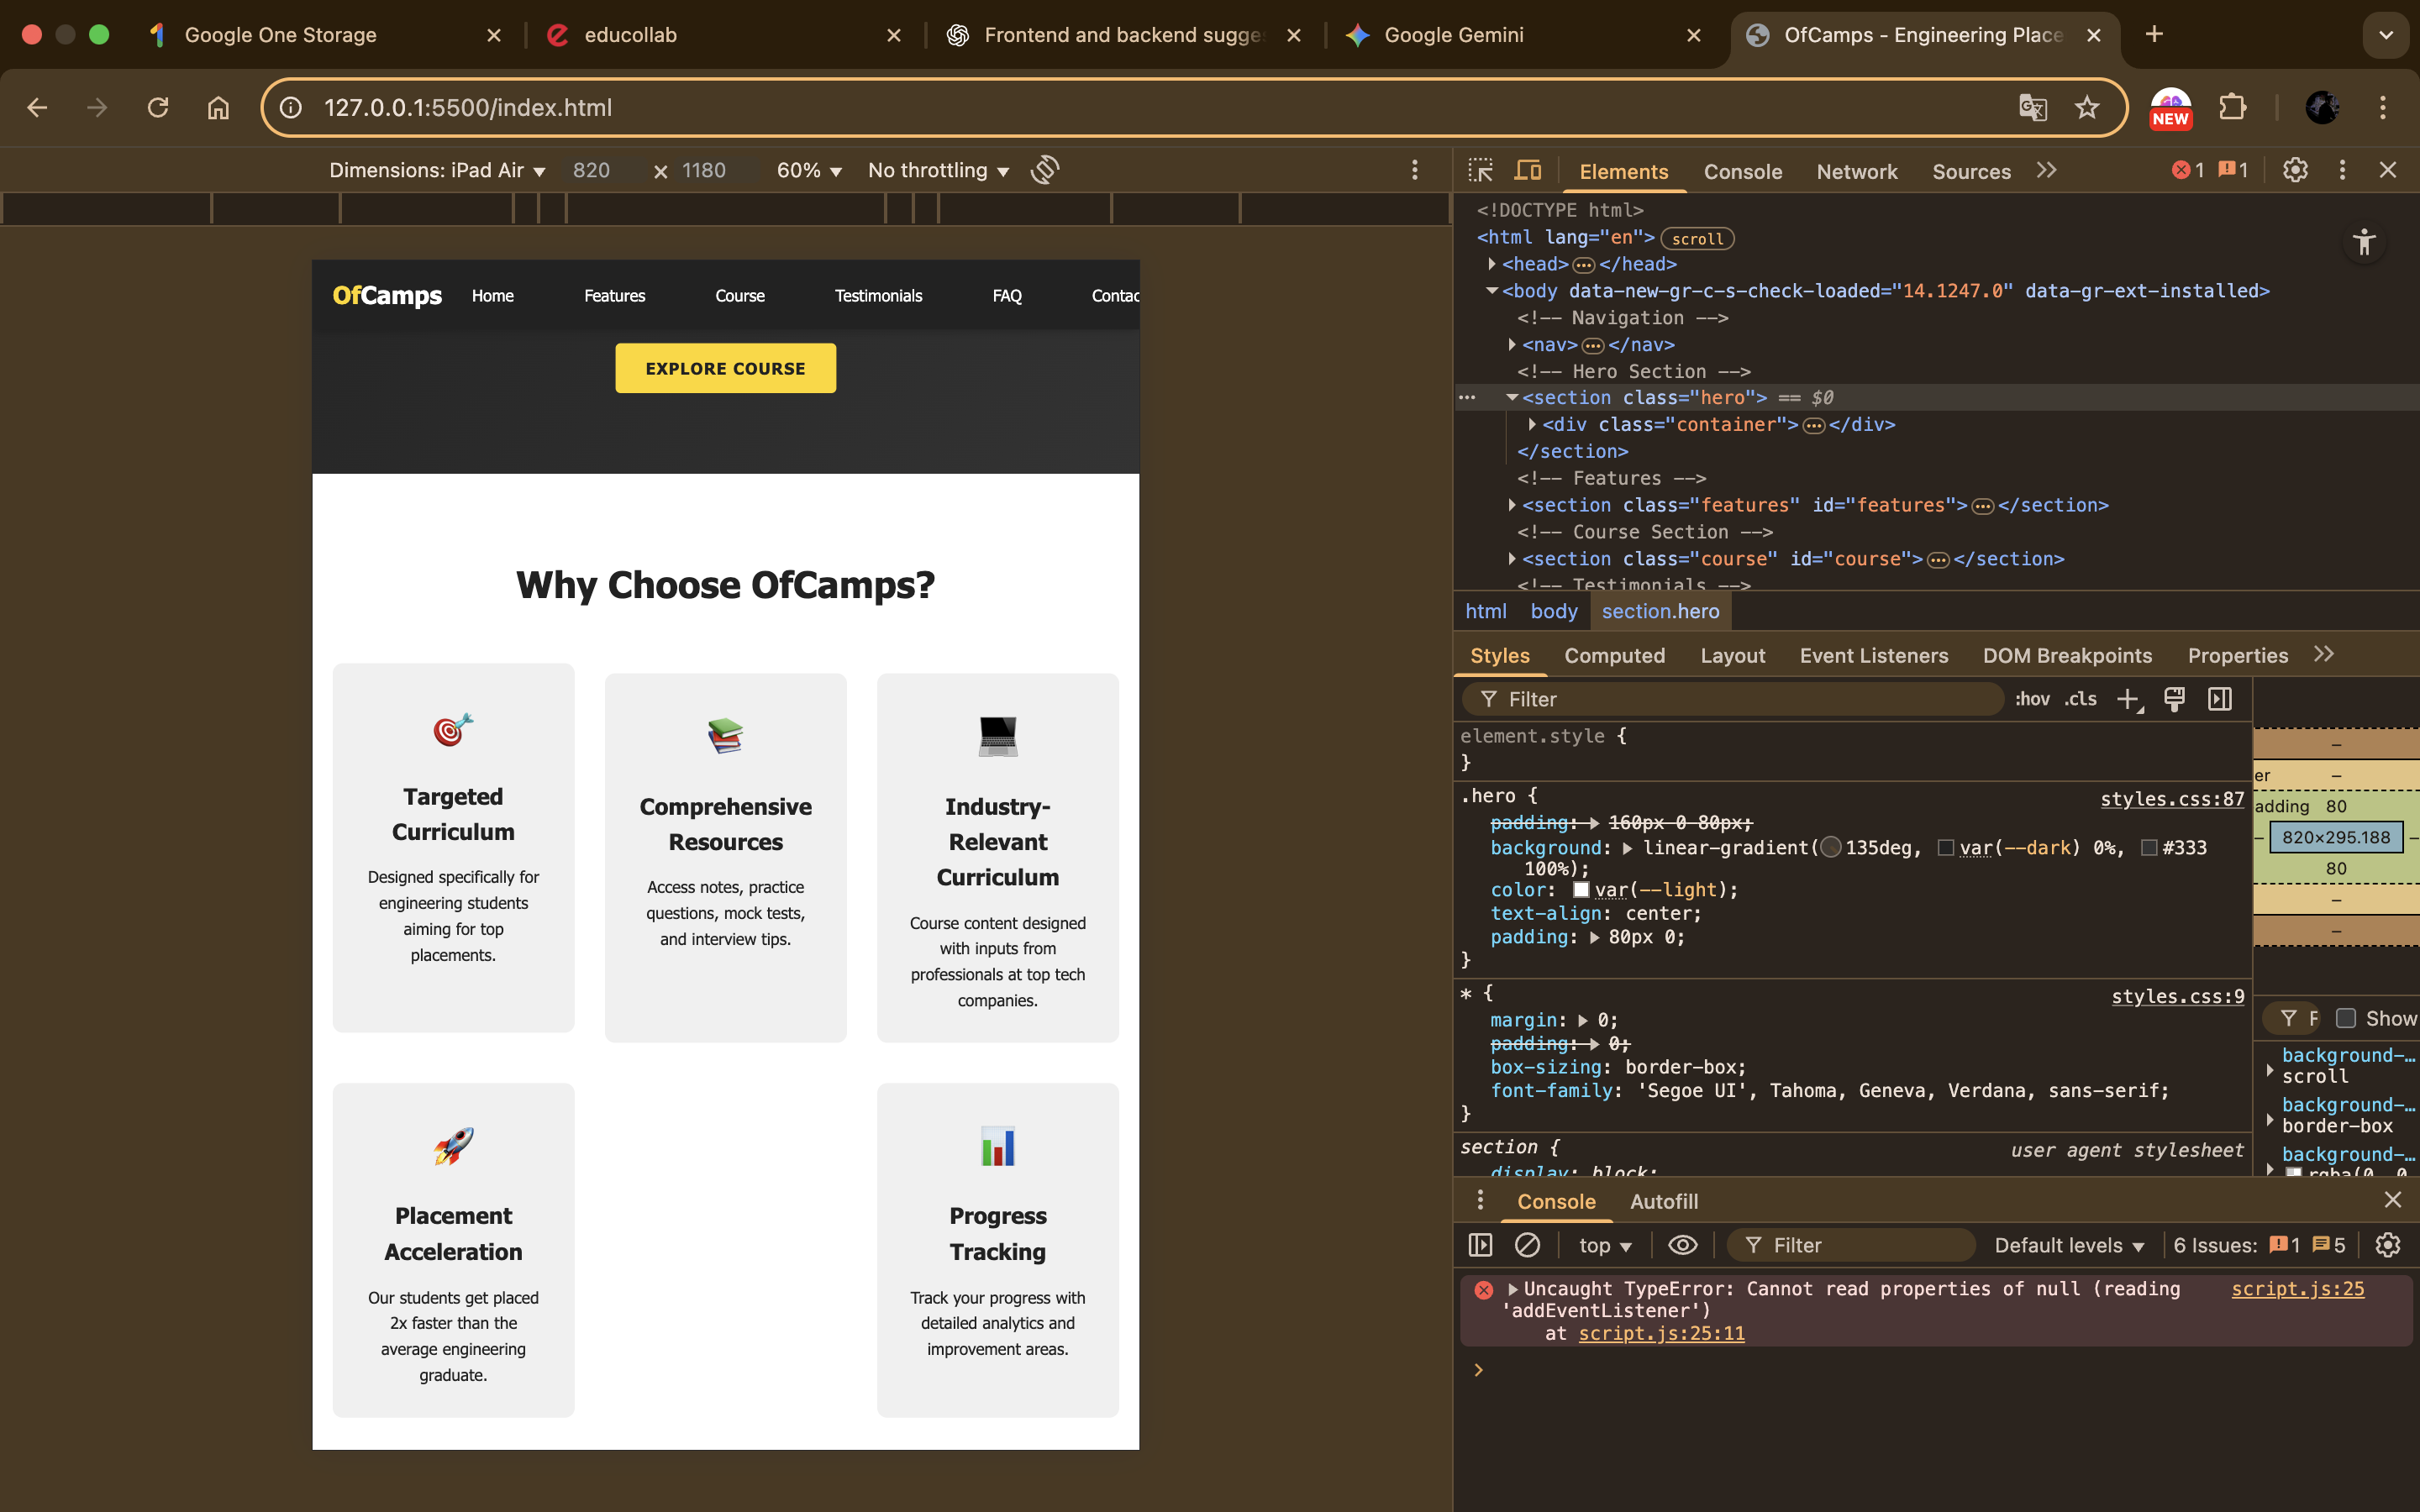 Google One Storage
educollab
Frontend and backend sugges
Google Gemini
OfCamps - Engineering Place
127.0.0.1:5500/index.html
NEW
Dimensions: iPad Air ▼ 820 × 1180 60% ▼ No throttling ▼
OfCamps Home Features Course Testimonials FAQ Contac
EXPLORE COURSE
Why Choose OfCamps?
Targeted
Curriculum
Designed specifically for
engineering students
aiming for top
placements.
Comprehensive
Resources
Access notes, practice
questions, mock tests,
and interview tips.
Industry-
Relevant
Curriculum
Course content designed
with inputs from
professionals at top tech
companies.
Placement
Acceleration
Our students get placed
2x faster than the
average engineering
graduate.
Progress
Tracking
Track your progress with
detailed analytics and
improvement areas.
Elements Console Network Sources 1 1
<!DOCTYPE html>
<html lang="en"> scroll
<head> ••• </head>
<body data-new-gr-c-s-check-loaded="14.1247.0" data-gr-ext-installed>
<!-- Navigation -->
<nav> ••• </nav>
<!-- Hero Section -->
••• <section class="hero"> == $0
<div class="container"> ••• </div>
</section>
<!-- Features -->
<section class="features" id="features"> ••• </section>
<!-- Course Section -->
<section class="course" id="course"> ••• </section>
<!-- Testimonials -->
html body section.hero
Styles Computed Layout Event Listeners DOM Breakpoints Properties
Filter :hov .cls
element.style {
}
.hero { styles.css:87
padding: 160px 0 80px;
background: linear-gradient( 135deg, var(--dark) 0%, #333
100%);
color: var(--light);
text-align: center;
padding: 80px 0;
}
* { styles.css:9
margin: 0;
padding: 0;
box-sizing: border-box;
font-family: 'Segoe UI', Tahoma, Geneva, Verdana, sans-serif;
}
section { user agent stylesheet
display: block;
–
er –
adding 80
– 820×295.188 –
80
–
–
F Show
background-…
scroll
background-…
border-box
background-…
rgba(0, 0
Console Autofill
top ▼ Filter Default levels ▼ 6 Issues: 1 5
Uncaught TypeError: Cannot read properties of null (reading script.js:25
'addEventListener')
at script.js:25:11